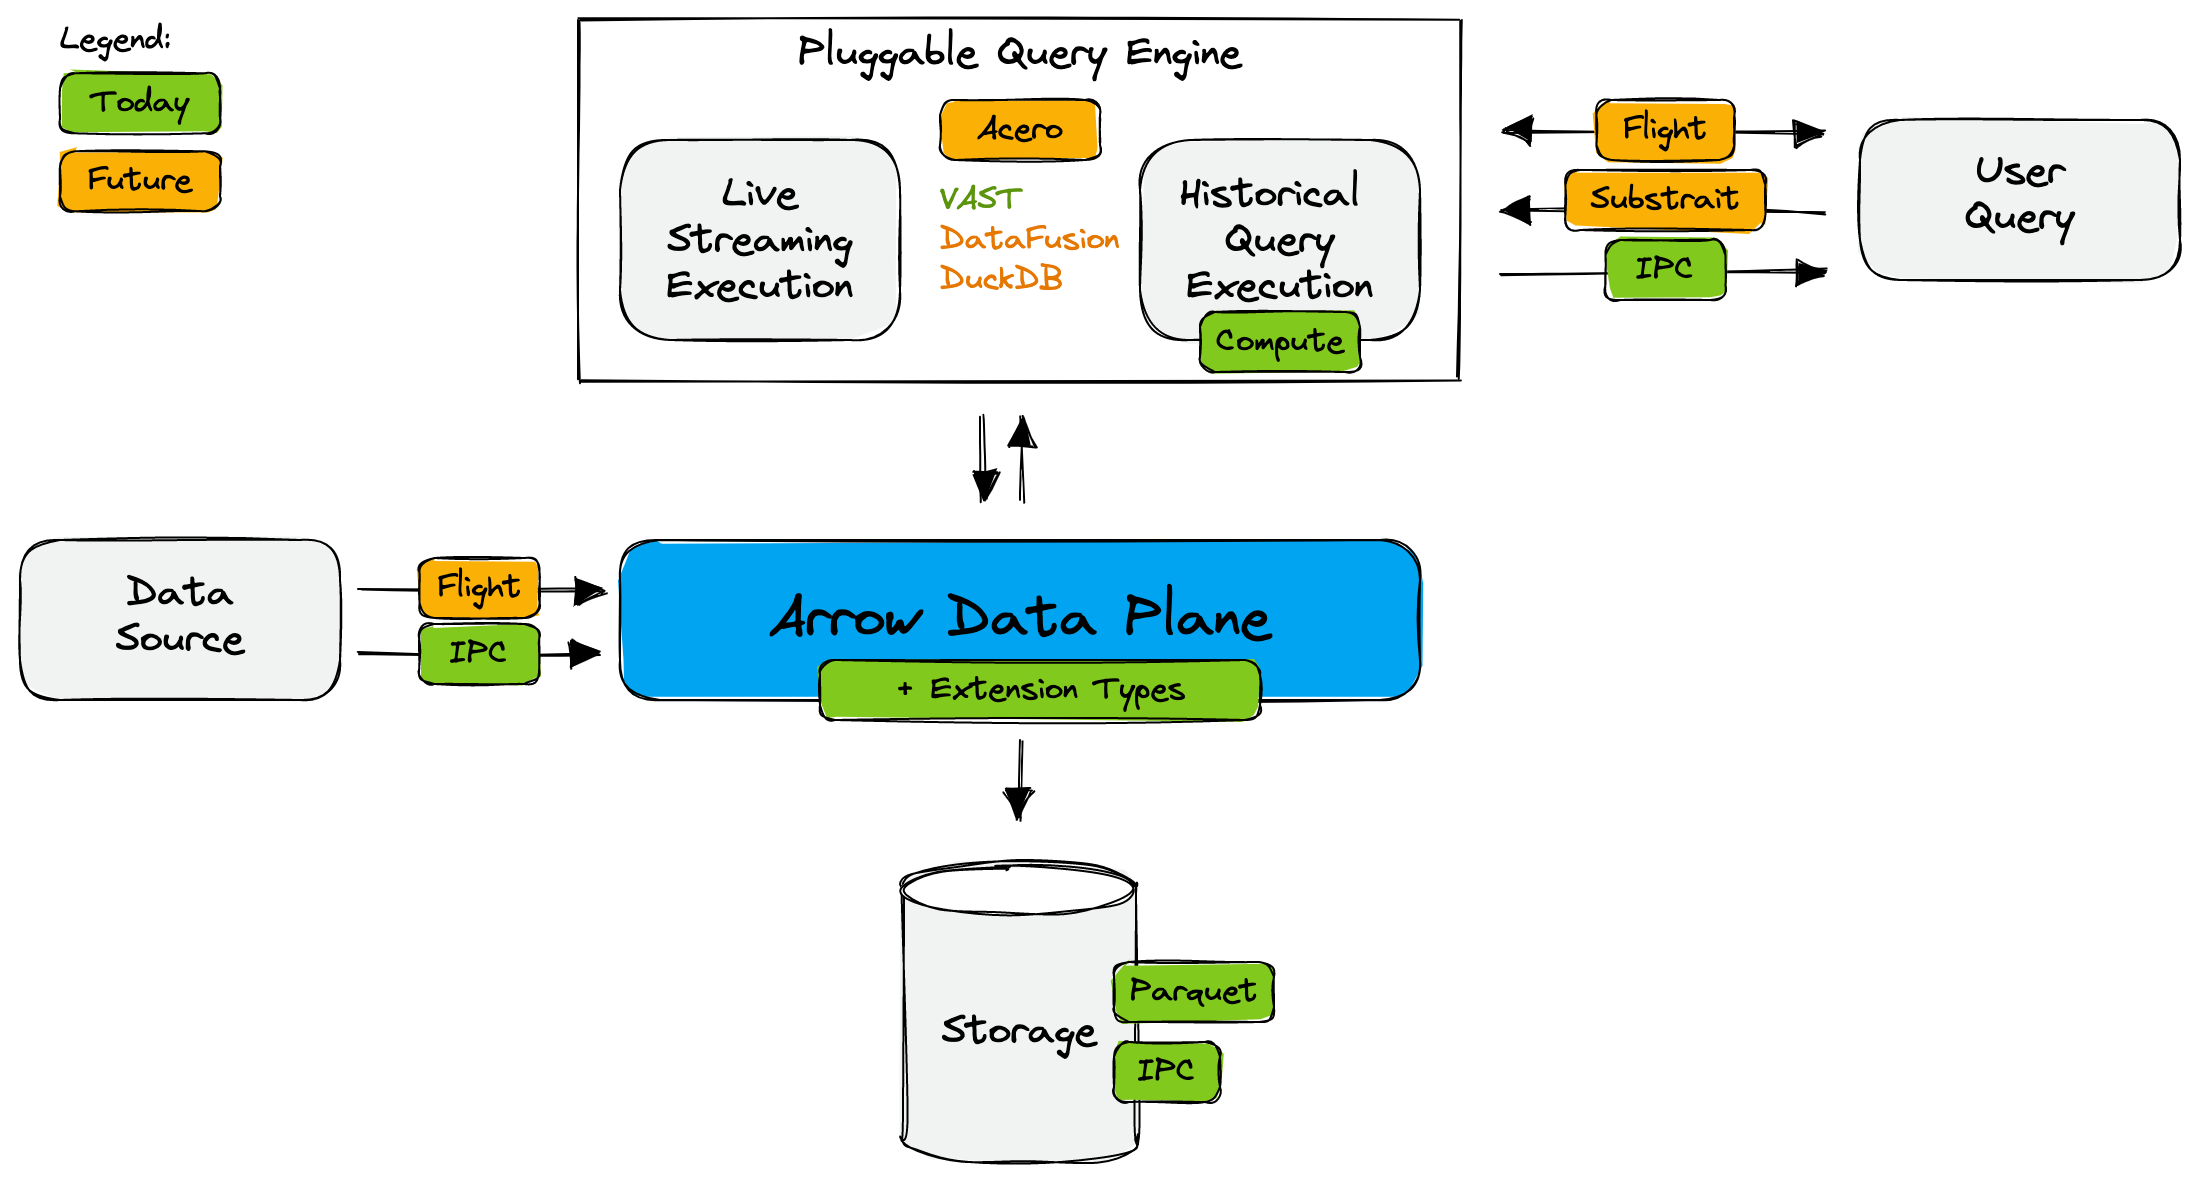 Legend:
Today
Future
Pluggable Query Engine
Acero
Live
Streaming
Execution
VAST
DataFusion
DuckDB
Historical
Query
Execution
Compute
Flight
Substrait
IPC
User
Query
Data
Source
Flight
IPC
Arrow Data Plane
+ Extension Types
Storage
Parquet
IPC